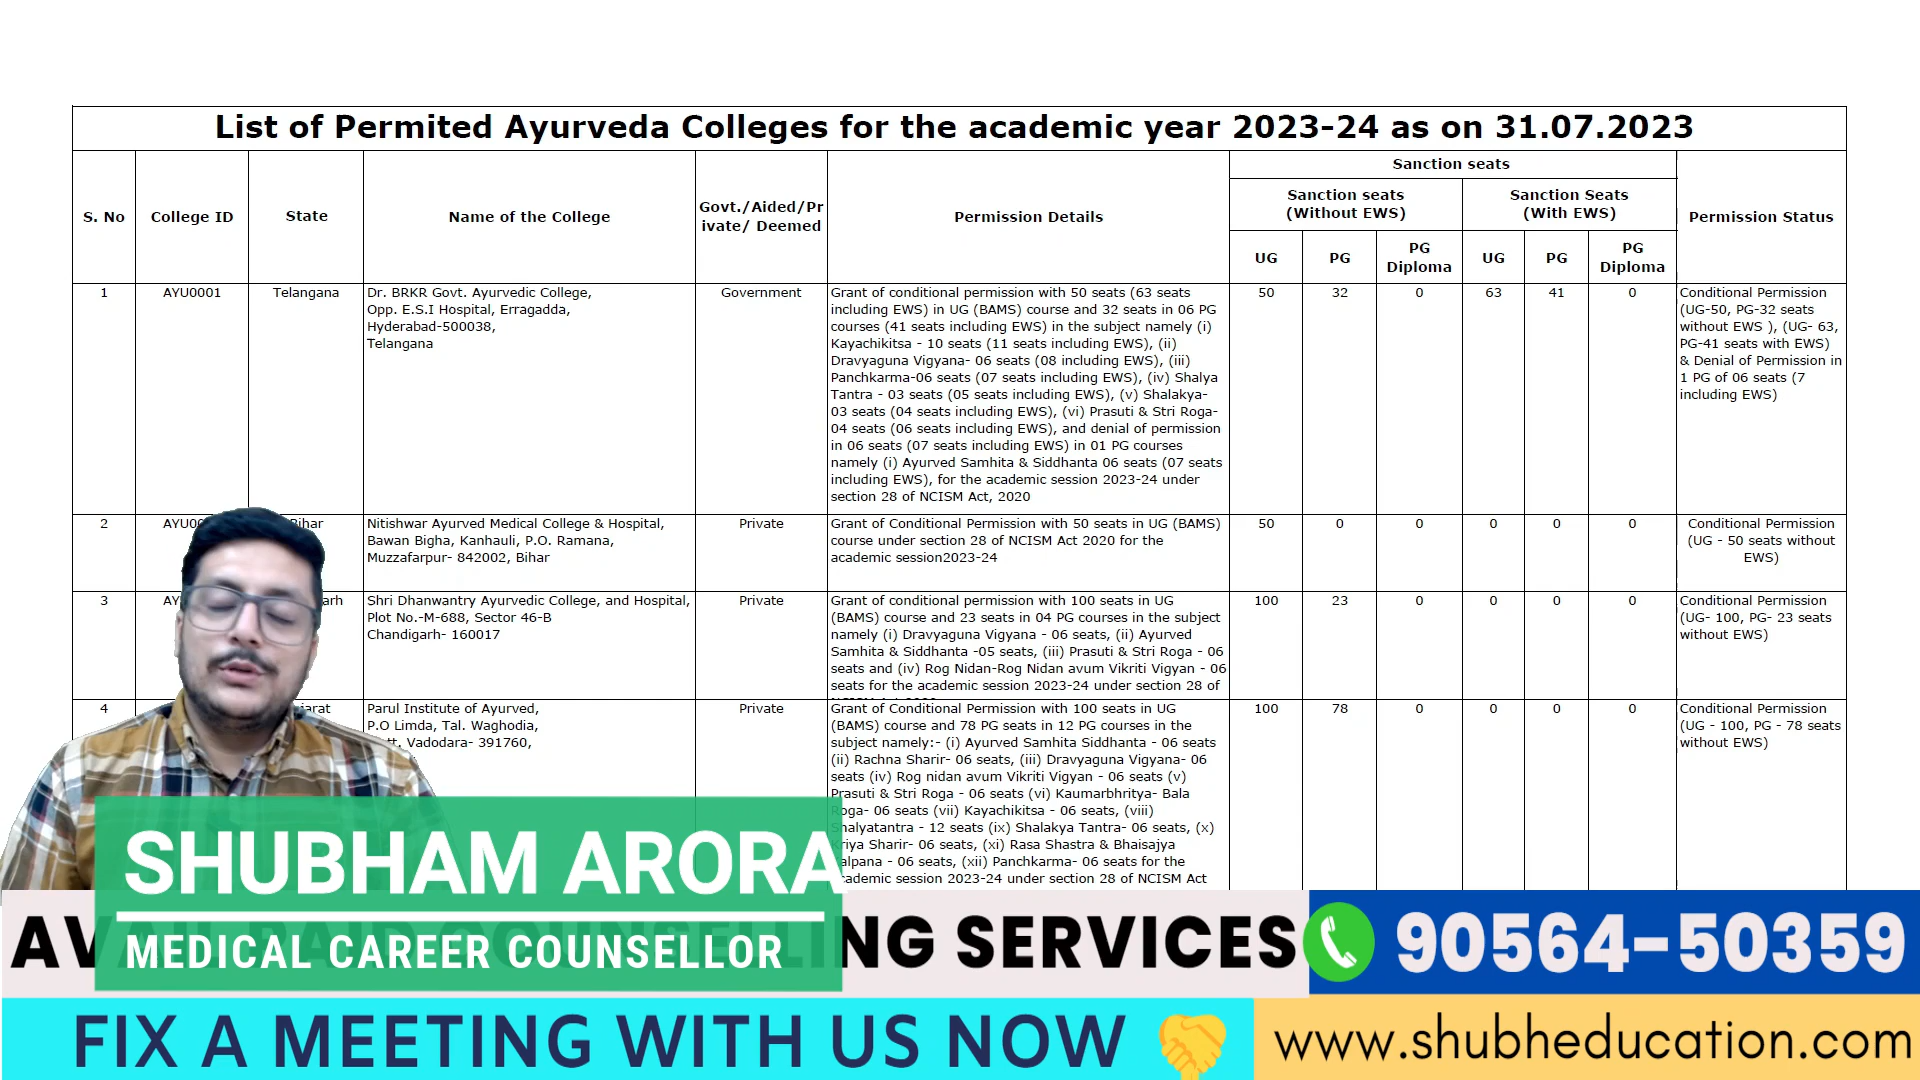 List of Permited Ayurveda Colleges for the academic year 2023-24 as on 31.07.2023
S. No
College ID
State
Name of the College
Govt./Aided/Pr
ivate/ Deemed
Permission Details
Sanction seats
Sanction seats
(Without EWS)
Sanction Seats
(With EWS)
UG
PG
PG
Diploma
UG
PG
PG
Diploma
Permission Status
1
AYU0001
Telangana
Dr. BRKR Govt. Ayurvedic College,
Opp. E.S.I Hospital, Erragadda,
Hyderabad-500038,
Telangana
Government
Grant of conditional permission with 50 seats (63 seats
including EWS) in UG (BAMS) course and 32 seats in 06 PG
courses (41 seats including EWS) in the subject namely (i)
Kayachikitsa - 10 seats (11 seats including EWS), (ii)
Dravyaguna Vigyana- 06 seats (08 including EWS), (iii)
Panchkarma-06 seats (07 seats including EWS), (iv) Shalya
Tantra - 03 seats (05 seats including EWS), (v) Shalakya-
03 seats (04 seats including EWS), (vi) Prasuti & Stri Roga-
04 seats (06 seats including EWS), and denial of permission
in 06 seats (07 seats including EWS) in 01 PG courses
namely (i) Ayurved Samhita & Siddhanta 06 seats (07 seats
including EWS), for the academic session 2023-24 under
section 28 of NCISM Act, 2020
50
32
0
63
41
0
Conditional Permission
(UG-50, PG-32 seats
without EWS ), (UG- 63,
PG-41 seats with EWS)
& Denial of Permission in
1 PG of 06 seats (7
including EWS)
2
Nitishwar Ayurved Medical College & Hospital,
Bawan Bigha, Kanhauli, P.O. Ramana,
Muzzafarpur- 842002, Bihar
Private
Grant of Conditional Permission with 50 seats in UG (BAMS)
course under section 28 of NCISM Act 2020 for the
academic session2023-24
50
0
0
0
0
0
Conditional Permission
(UG - 50 seats without
EWS)
3
Shri Dhanwantry Ayurvedic College, and Hospital,
Plot No.-M-688, Sector 46-B
Chandigarh- 160017
Private
Grant of conditional permission with 100 seats in UG
(BAMS) course and 23 seats in 04 PG courses in the subject
namely (i) Dravyaguna Vigyana - 06 seats, (ii) Ayurved
Samhita & Siddhanta -05 seats, (iii) Prasuti & Stri Roga - 06
seats and (iv) Rog Nidan-Rog Nidan avum Vikriti Vigyan - 06
seats for the academic session 2023-24 under section 28 of
100
23
0
0
0
0
Conditional Permission
(UG- 100, PG- 23 seats
without EWS)
4
Parul Institute of Ayurved,
P.O Limda, Tal. Waghodia,
Vadodara- 391760,
Private
Grant of Conditional Permission with 100 seats in UG
(BAMS) course and 78 PG seats in 12 PG courses in the
subject namely:- (i) Ayurved Samhita Siddhanta - 06 seats
(ii) Rachna Sharir- 06 seats, (iii) Dravyaguna Vigyana- 06
seats (iv) Rog nidan avum Vikriti Vigyan - 06 seats (v)
Prasuti & Stri Roga - 06 seats (vi) Kaumarbhritya- Bala
Roga- 06 seats (vii) Kayachikitsa - 06 seats, (viii)
Shalyatantra - 12 seats (ix) Shalakya Tantra- 06 seats, (x)
Kriya Sharir- 06 seats, (xi) Rasa Shastra & Bhaisajya
Kalpana - 06 seats, (xii) Panchkarma- 06 seats for the
academic session 2023-24 under section 28 of NCISM Act
100
78
0
0
0
0
Conditional Permission
(UG - 100, PG - 78 seats
without EWS)
SHUBHAM ARORA
MEDICAL CAREER COUNSELLOR
AVAIL PAID COUNSELLING SERVICES
90564-50359
FIX A MEETING WITH US NOW
www.shubheducation.com